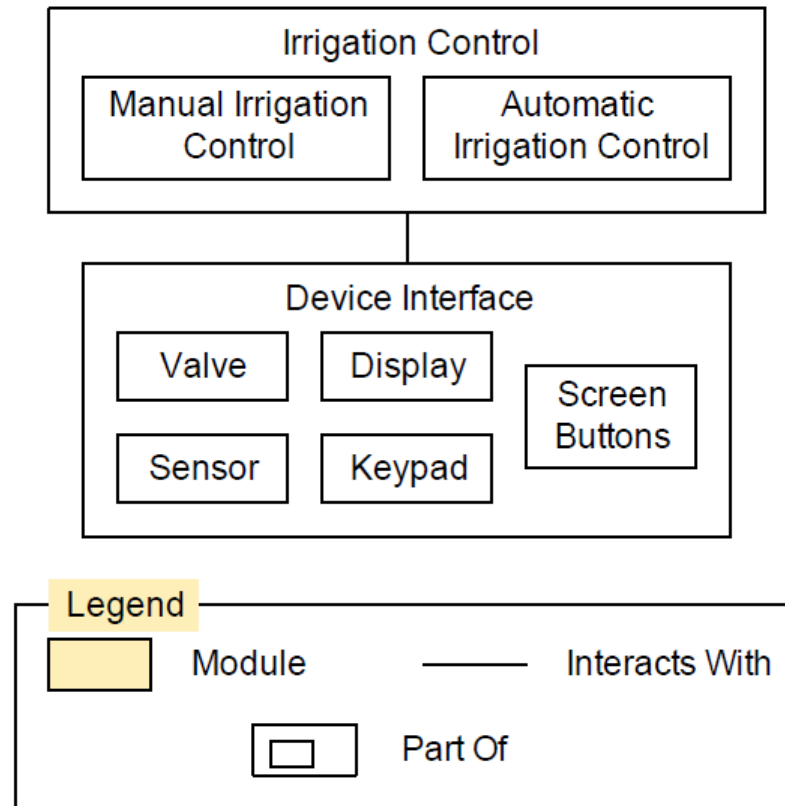 Irrigation Control
Manual Irrigation
Control
Automatic
Irrigation Control
Device Interface
Valve
Display
Screen
Buttons
Sensor
Keypad
Legend
Module
Interacts With
Part Of